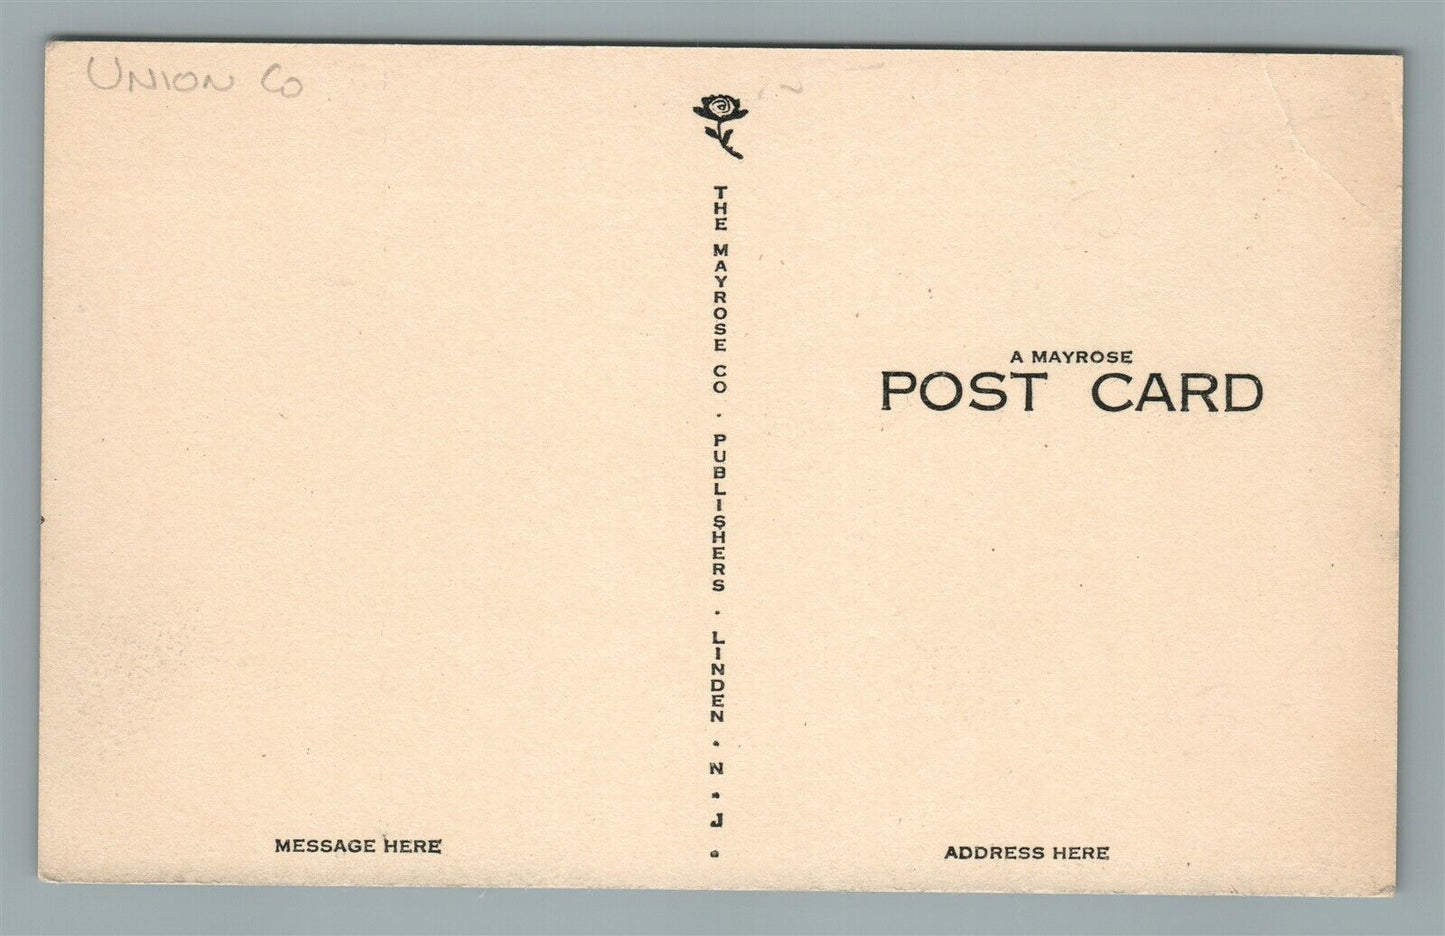 UNION CO
THE MAYROSE CO · PUBLISHERS · LINDEN · N. J.
A MAYROSE
POST CARD
MESSAGE HERE
ADDRESS HERE